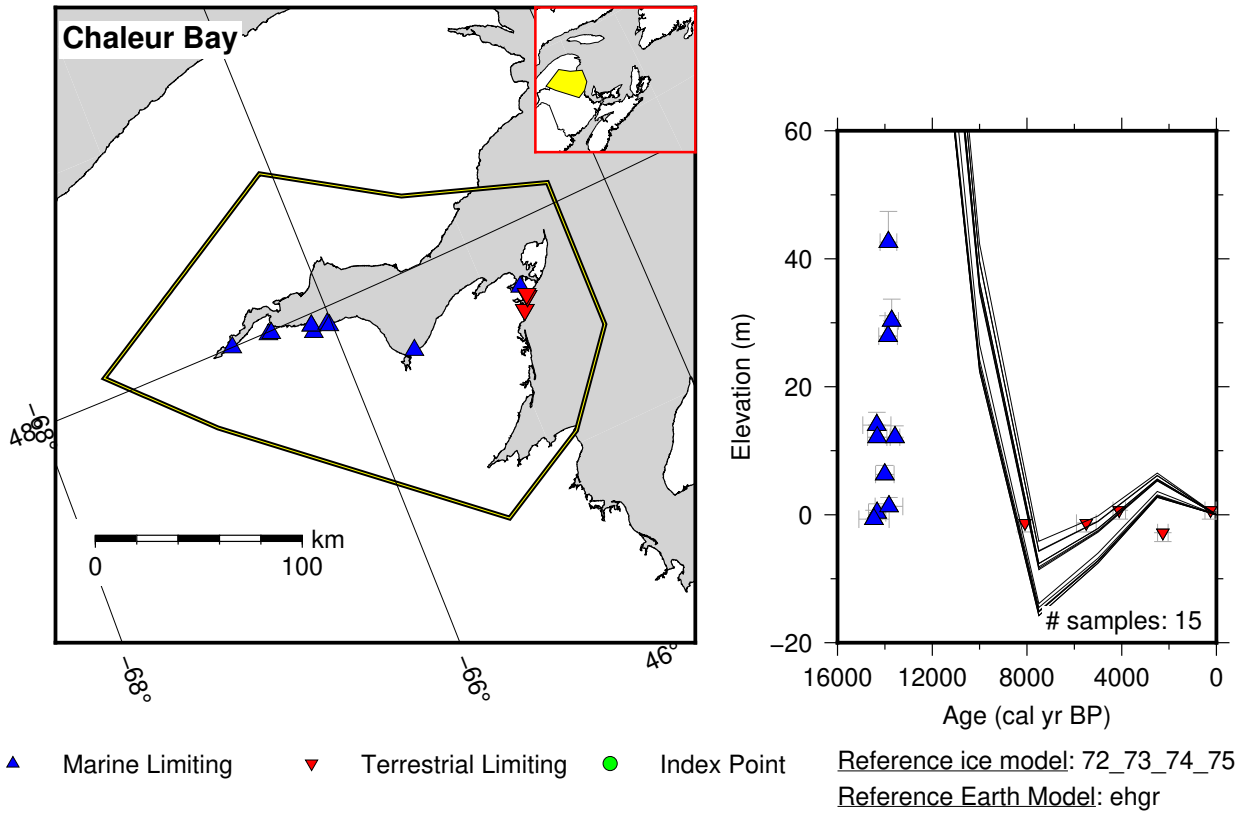 Chaleur Bay
48°
−68°
km
0 100
−68°
−66°
46°
60
40
20
0
−20
Elevation (m)
# samples: 15
16000 12000 8000 4000 0
Age (cal yr BP)
Marine Limiting Terrestrial Limiting Index Point
Reference ice model: 72_73_74_75
Reference Earth Model: ehgr